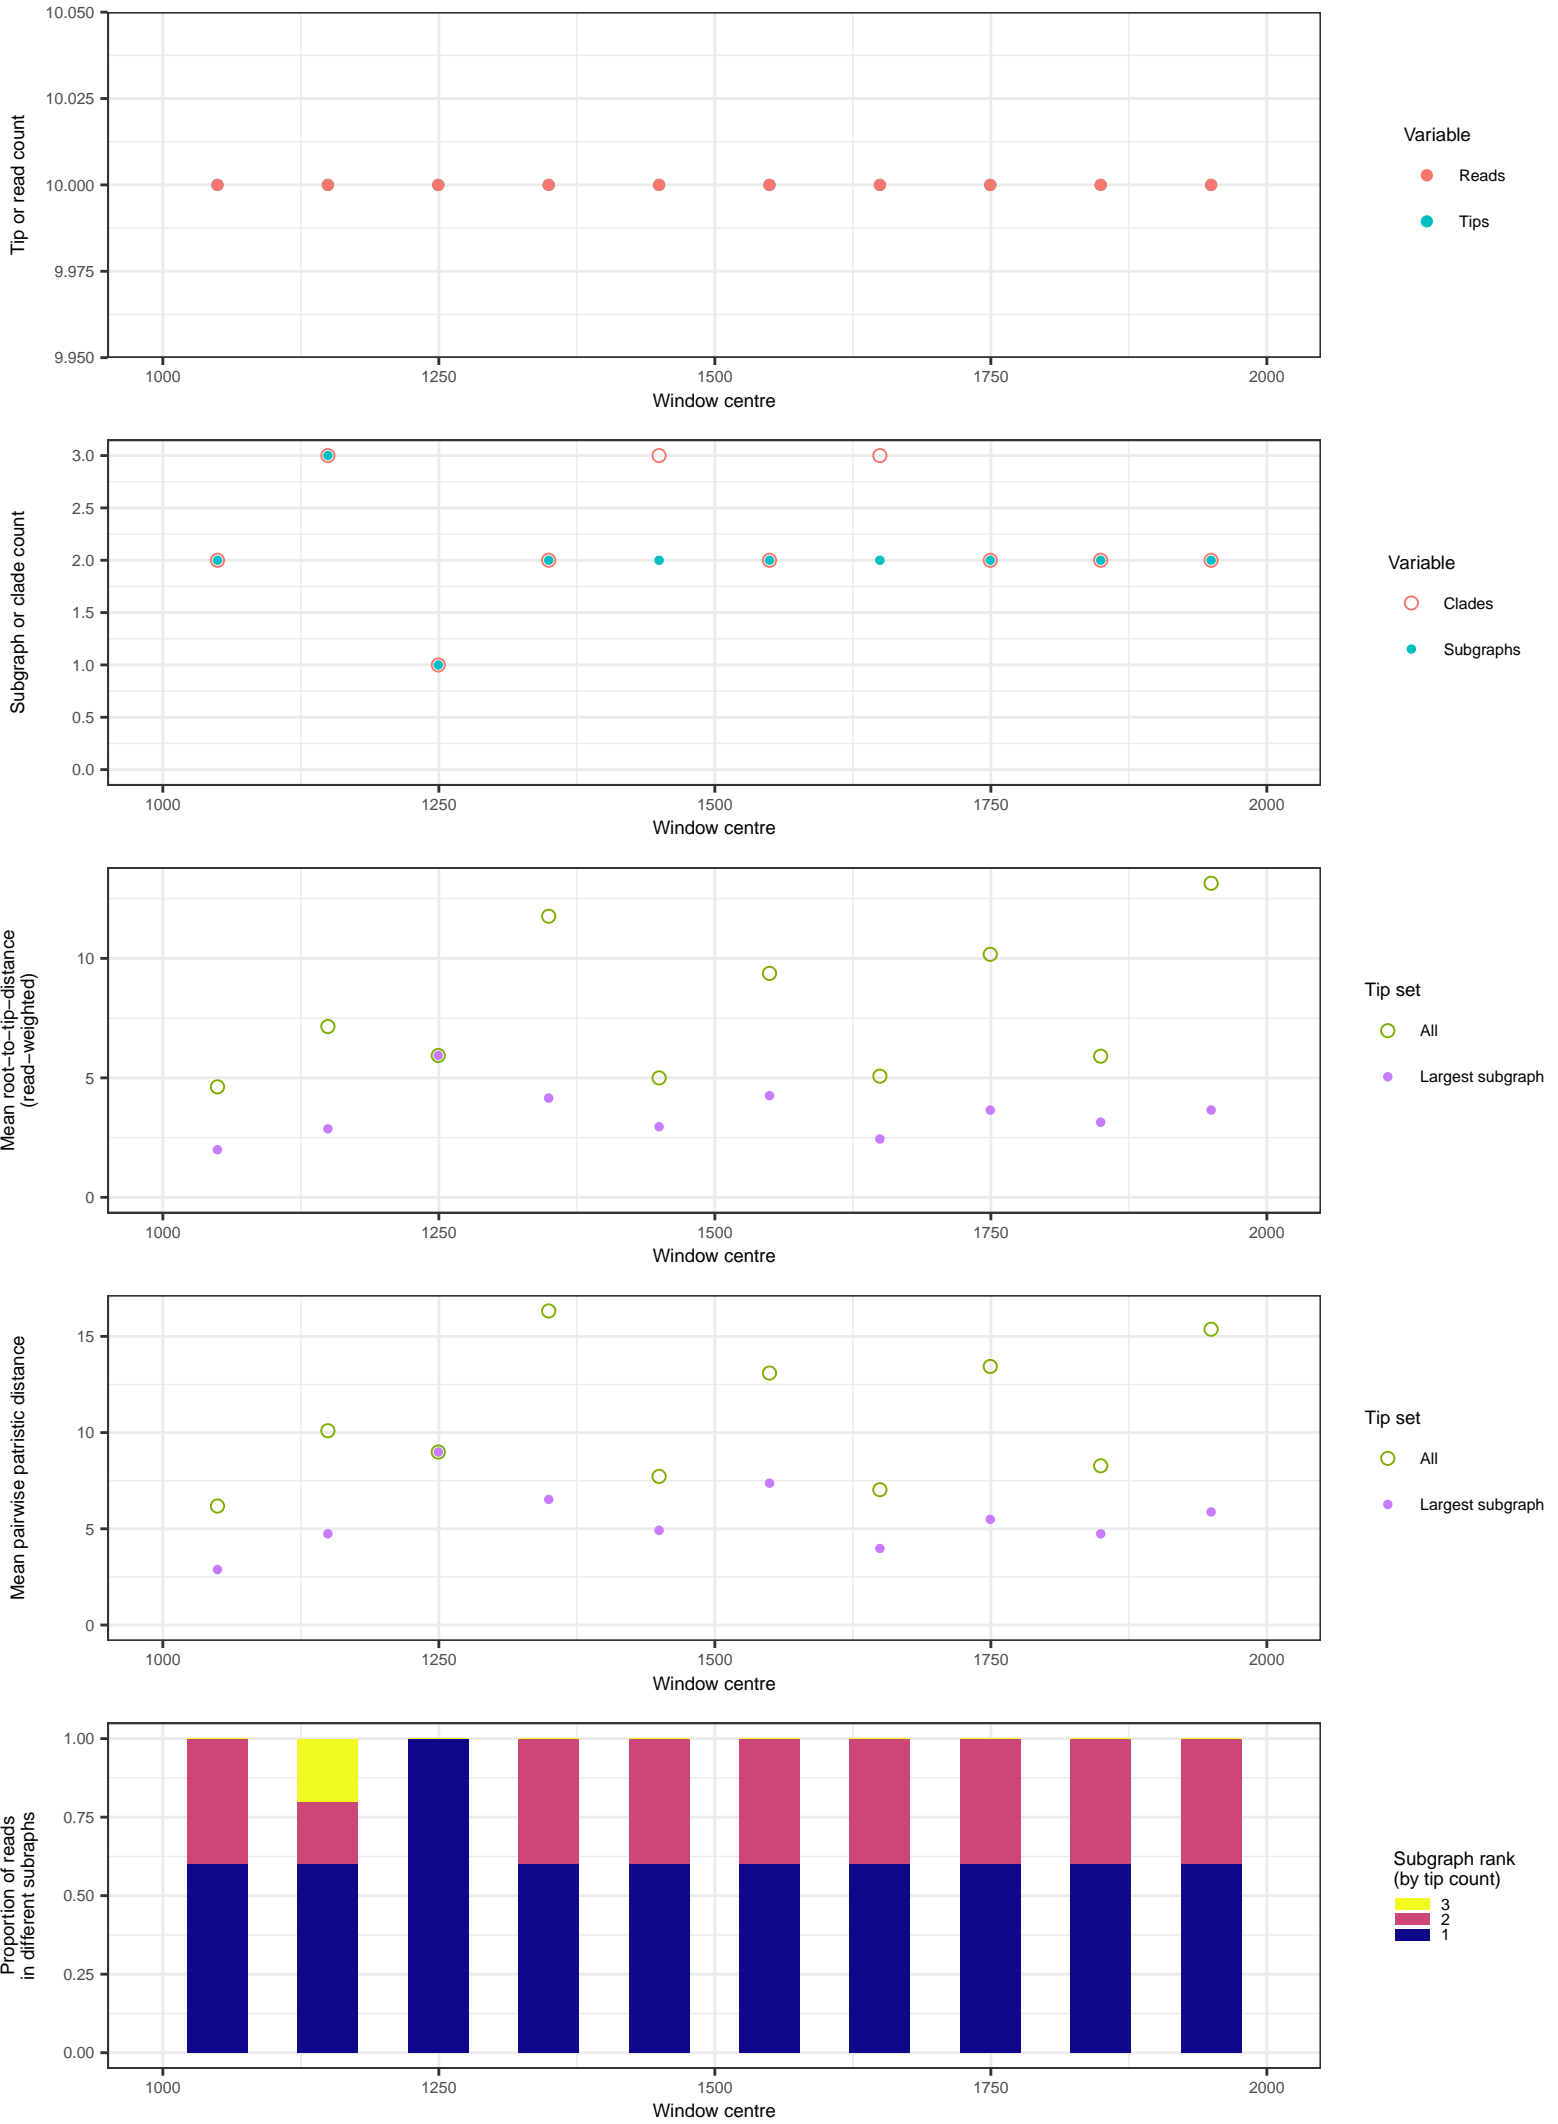 10.050
10.025
10.000
9.975
9.950
Tip or read count
1000 1250 1500 1750 2000
Window centre
Variable
Reads
Tips
3.0
2.5
2.0
1.5
1.0
0.5
0.0
Subgraph or clade count
1000 1250 1500 1750 2000
Window centre
Variable
Clades
Subgraphs
10
5
0
Mean root−to−tip−distance
(read−weighted)
1000 1250 1500 1750 2000
Window centre
Tip set
All
Largest subgraph
15
10
5
0
Mean pairwise patristic distance
1000 1250 1500 1750 2000
Window centre
Tip set
All
Largest subgraph
1.00
0.75
0.50
0.25
0.00
Proportion of reads
in different subraphs
1000 1250 1500 1750 2000
Window centre
Subgraph rank
(by tip count)
3
2
1